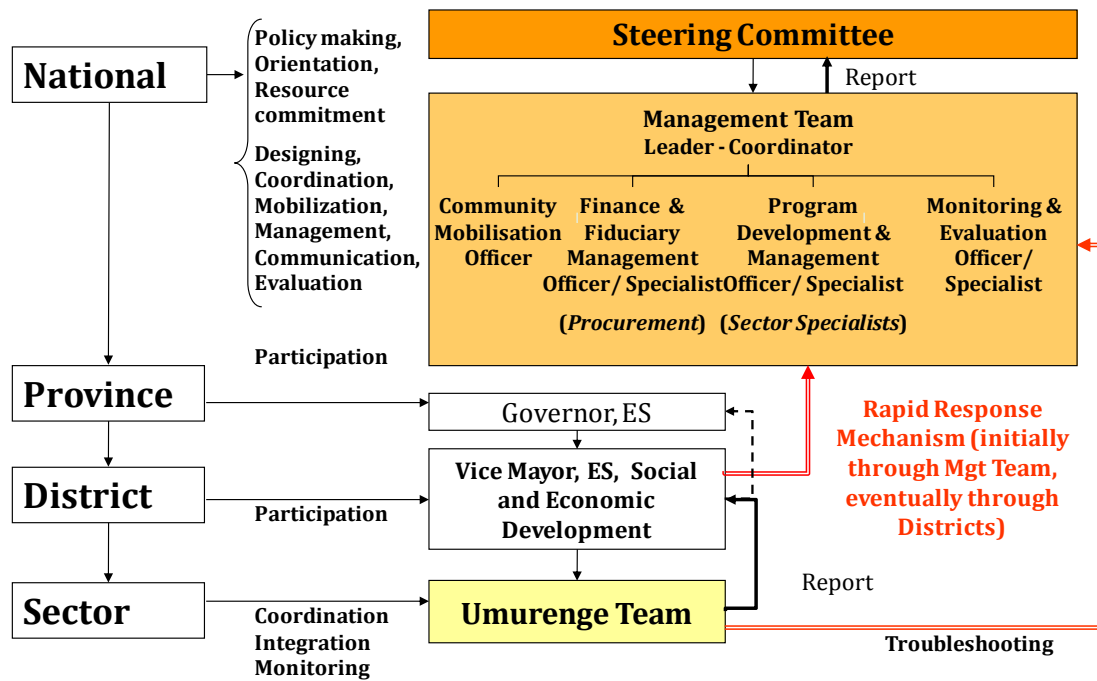 National
Policy making,
Orientation,
Resource
commitment
Designing,
Coordination,
Mobilization,
Management,
Communication,
Evaluation
Steering Committee
Report
Management Team
Leader - Coordinator
Community
Mobilisation
Officer
Finance &
Fiduciary
Management
Officer/ Specialist
(Procurement)
Program
Development &
Management
Officer/ Specialist
(Sector Specialists)
Monitoring &
Evaluation
Officer/
Specialist
Participation
Province
Governor, ES
Rapid Response
Mechanism (initially
through Mgt Team,
eventually through
Districts)
District
Participation
Vice Mayor, ES, Social
and Economic
Development
Report
Sector
Coordination
Integration
Monitoring
Umurenge Team
Troubleshooting